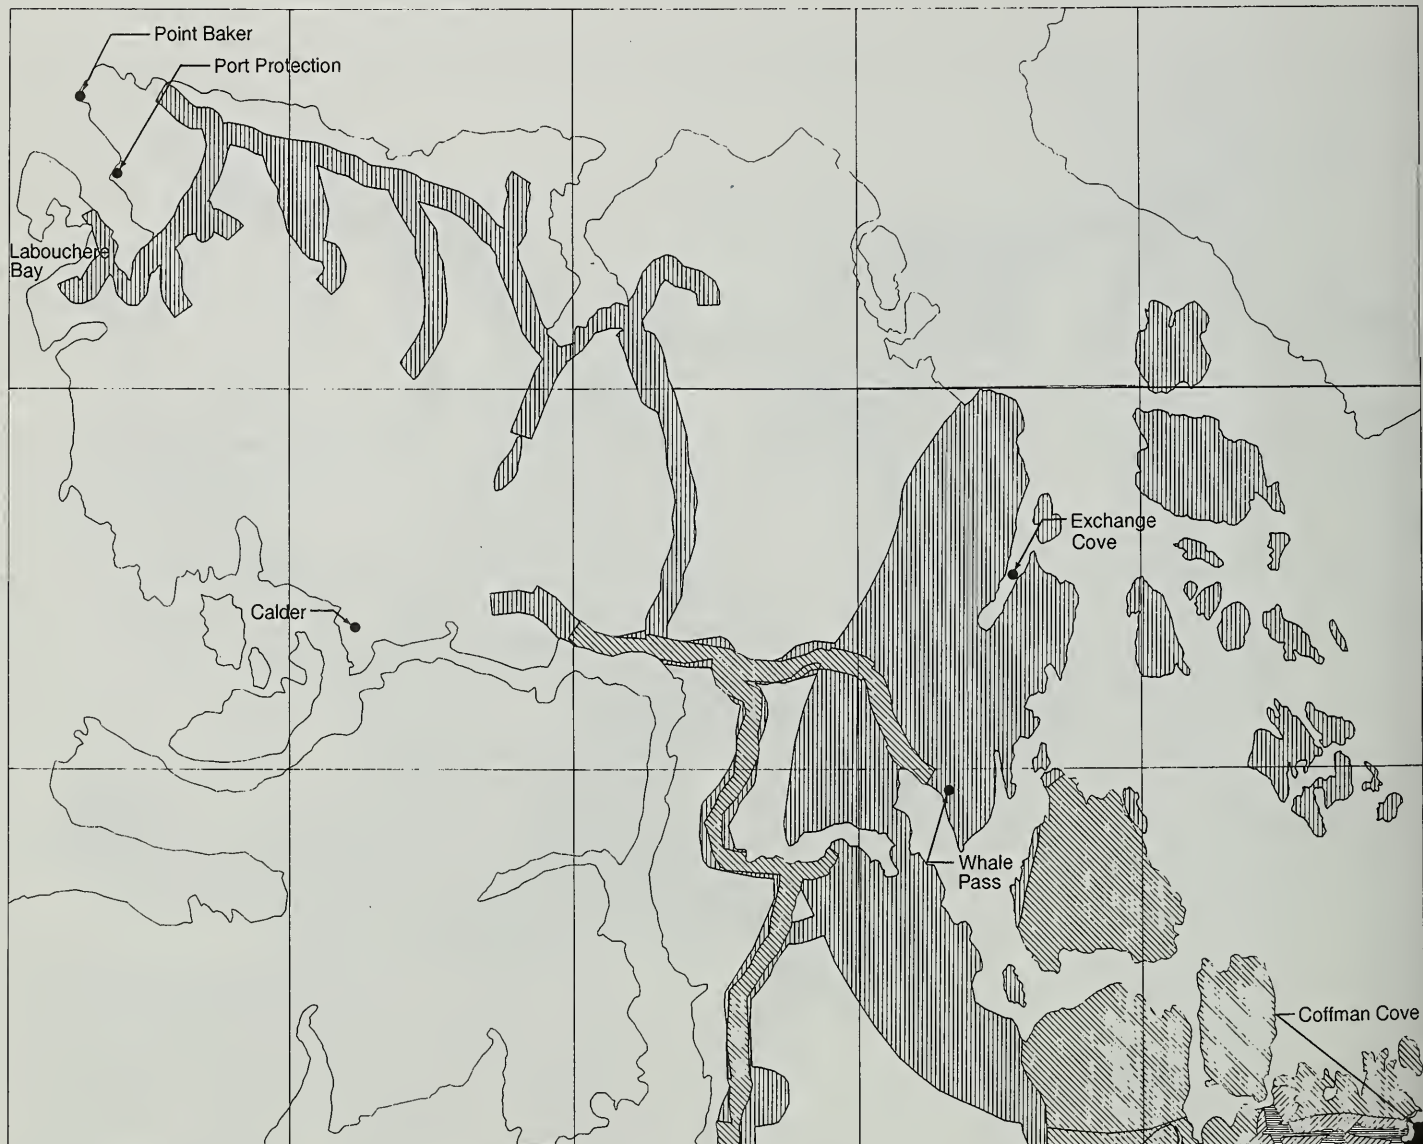 Point Baker
Port Protection
Labouchere
Bay
Exchange
Cove
Calder
Whale
Pass
Coffman Cove